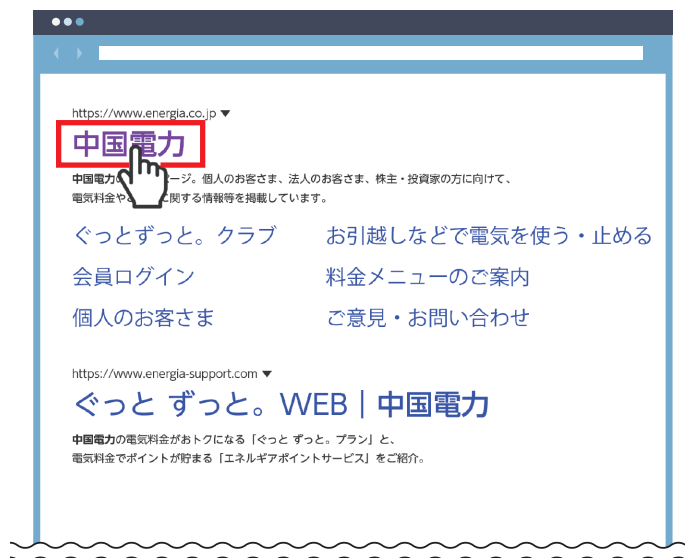 https://www.energia.co.jp ▼
中国電力
中国電力 ージ。個人のお客さま、法人のお客さま、株主・投資家の方に向けて、
電気料金や に関する情報等を掲載しています。
ぐっとずっと。クラブ お引越しなどで電気を使う・止める
会員ログイン 料金メニューのご案内
個人のお客さま ご意見・お問い合わせ
https://www.energia-support.com ▼
ぐっと ずっと。WEB｜中国電力
中国電力の電気料金がおトクになる「ぐっと ずっと。プラン」と、
電気料金でポイントが貯まる「エネルギアポイントサービス」をご紹介。